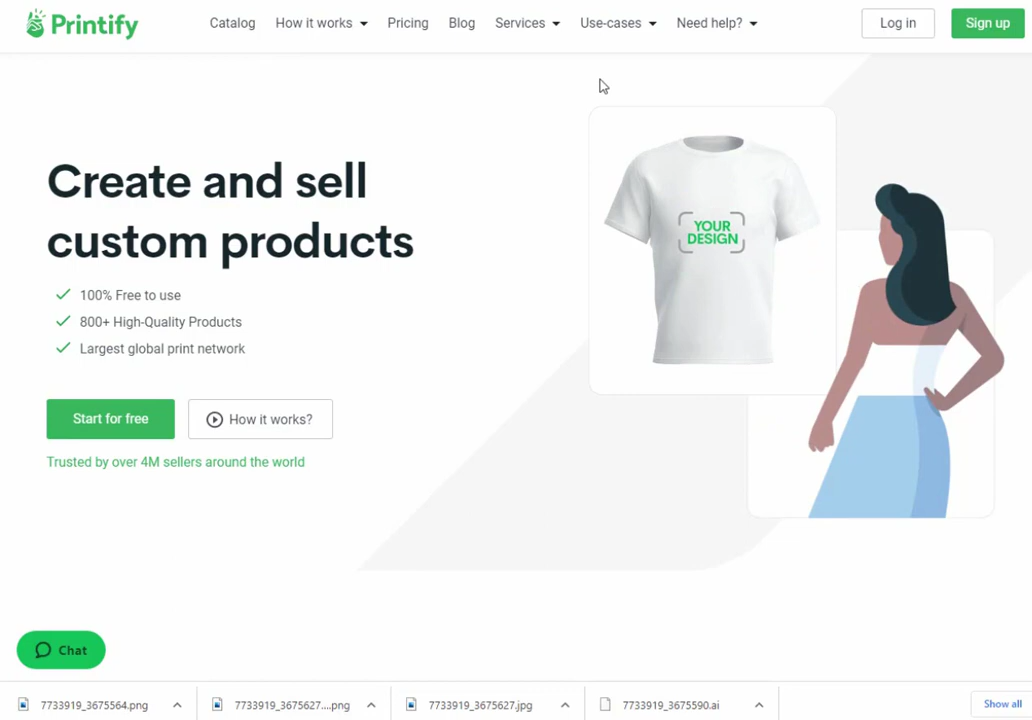 Printify
Catalog How it works Pricing Blog Services Use-cases Need help? Log in Sign up
Create and sell
custom products
100% Free to use
800+ High-Quality Products
Largest global print network
Start for free How it works?
Trusted by over 4M sellers around the world
YOUR
DESIGN
Chat
7733919_3675564.png 7733919_3675627....png 7733919_3675627.jpg 7733919_3675590.ai Show all